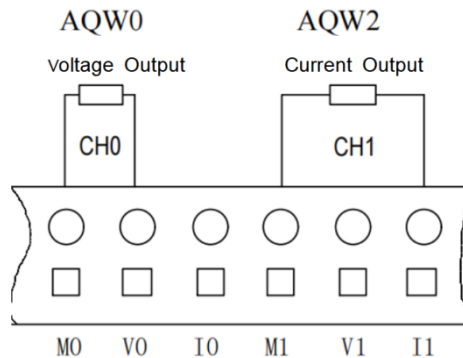 AQW0 AQW2
Voltage Output Current Output
CH0 CH1
M0 V0 I0 M1 V1 I1